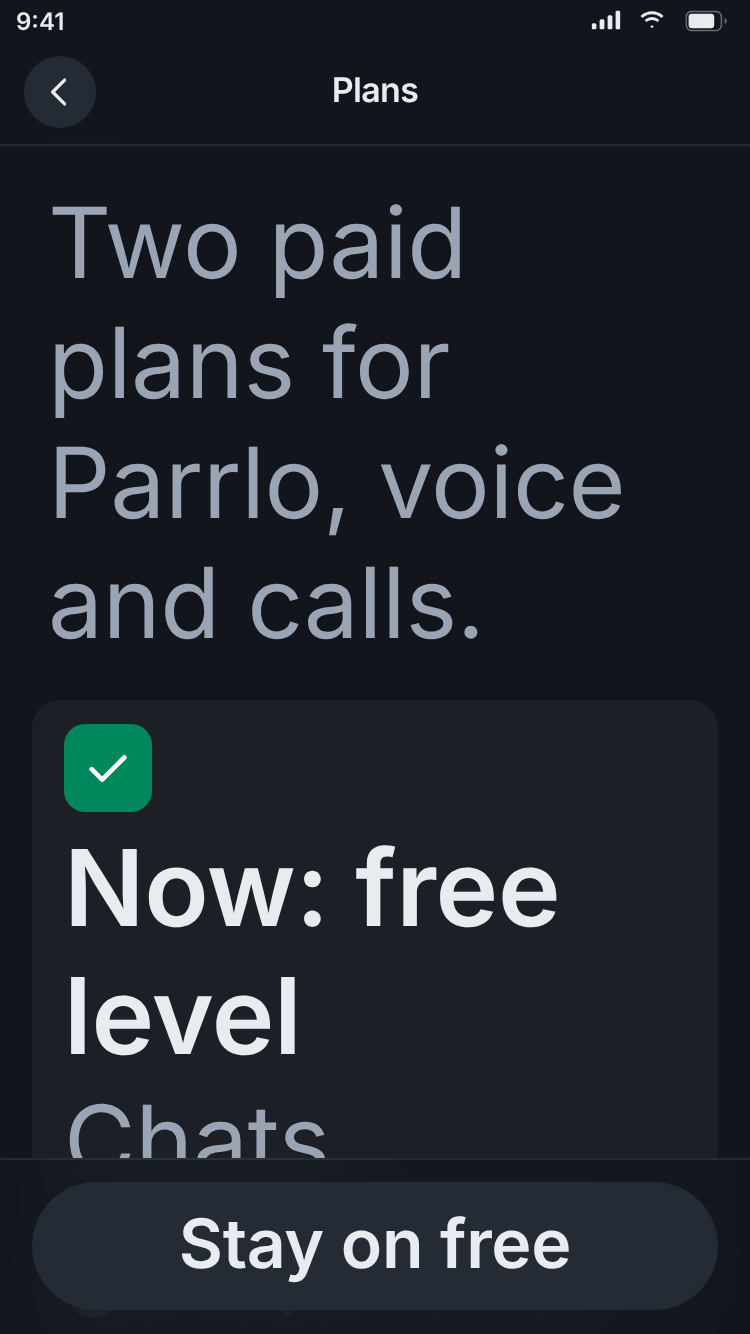 9:41
Plans
Two paid
plans for
Parrlo, voice
and calls.
Now: free
level
Chats
Stay on free